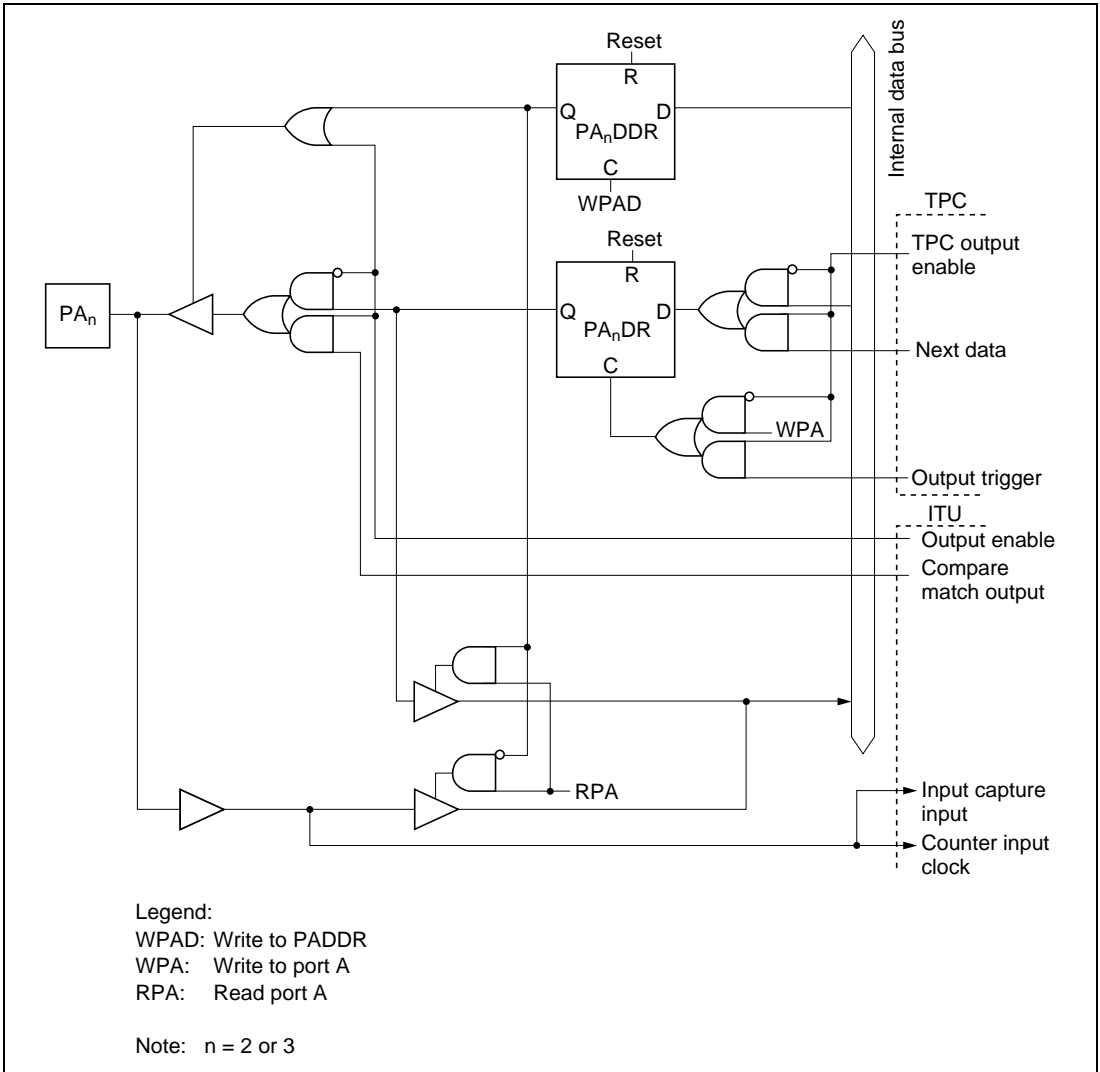 Reset
R
Q
D
PAnDDR
C
WPAD
Internal data bus
TPC
TPC output
enable
Reset
R
Q
D
PAnDR
C
PAn
Next data
WPA
Output trigger
ITU
Output enable
Compare
match output
RPA
Input capture
input
Counter input
clock
Legend:
WPAD: Write to PADDR
WPA: Write to port A
RPA: Read port A
Note: n = 2 or 3